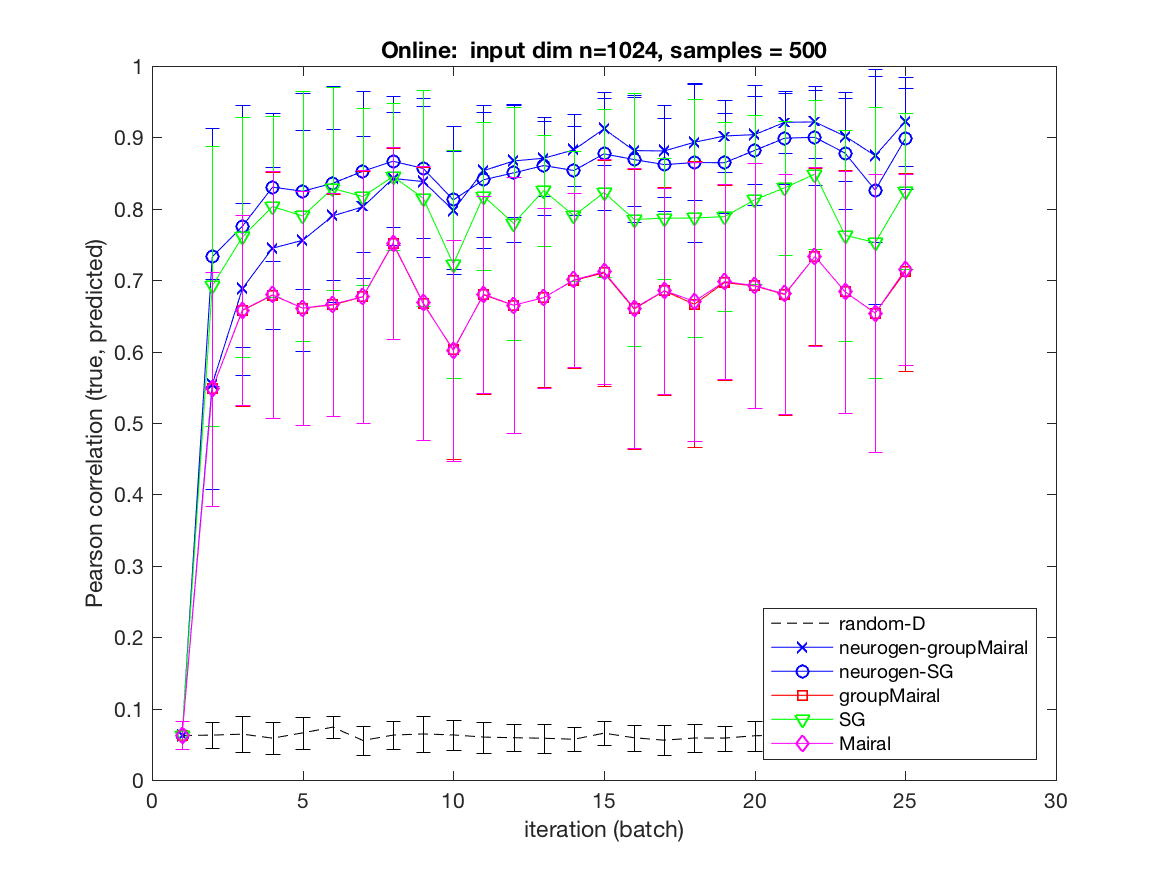 Online:  input dim n=1024, samples = 500
Pearson correlation (true, predicted)
1
0.9
0.8
0.7
0.6
0.5
0.4
0.3
0.2
0.1
0
0 5 10 15 20 25 30
iteration (batch)
random-D
neurogen-groupMairal
neurogen-SG
groupMairal
SG
Mairal